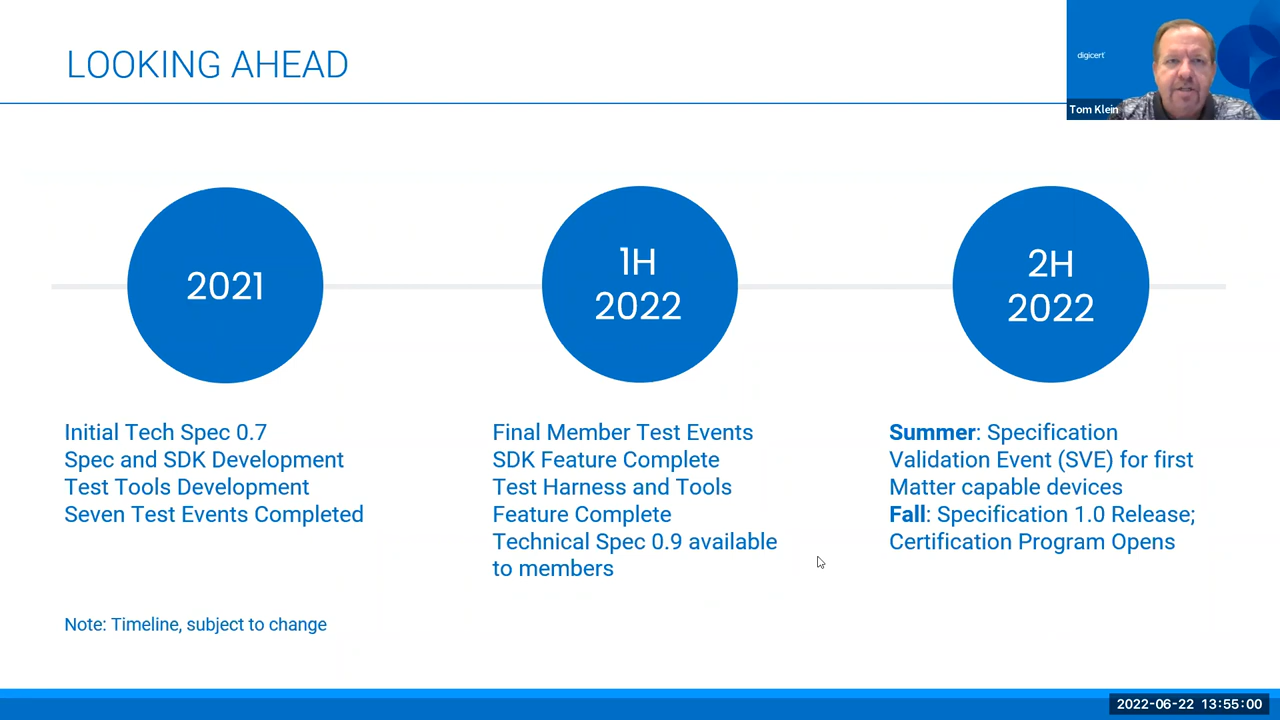 LOOKING AHEAD
digicert
Tom Klein
2021
1H
2022
2H
2022
Initial Tech Spec 0.7
Spec and SDK Development
Test Tools Development
Seven Test Events Completed
Final Member Test Events
SDK Feature Complete
Test Harness and Tools
Feature Complete
Technical Spec 0.9 available
to members
Summer: Specification
Validation Event (SVE) for first
Matter capable devices
Fall: Specification 1.0 Release;
Certification Program Opens
Note: Timeline, subject to change
2022-06-22 13:55:00